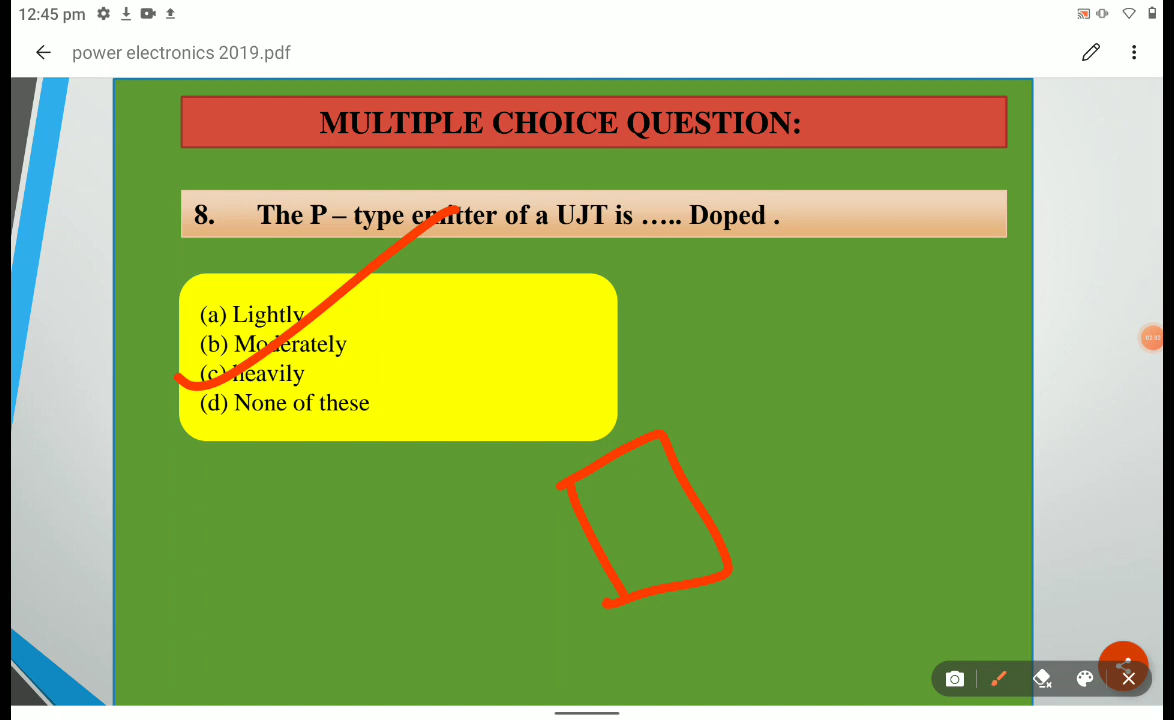 12:45 pm
power electronics 2019.pdf
MULTIPLE CHOICE QUESTION:
8. The P – type emitter of a UJT is ….. Doped .
(a) Lightly
(b) Moderately
(c) heavily
(d) None of these